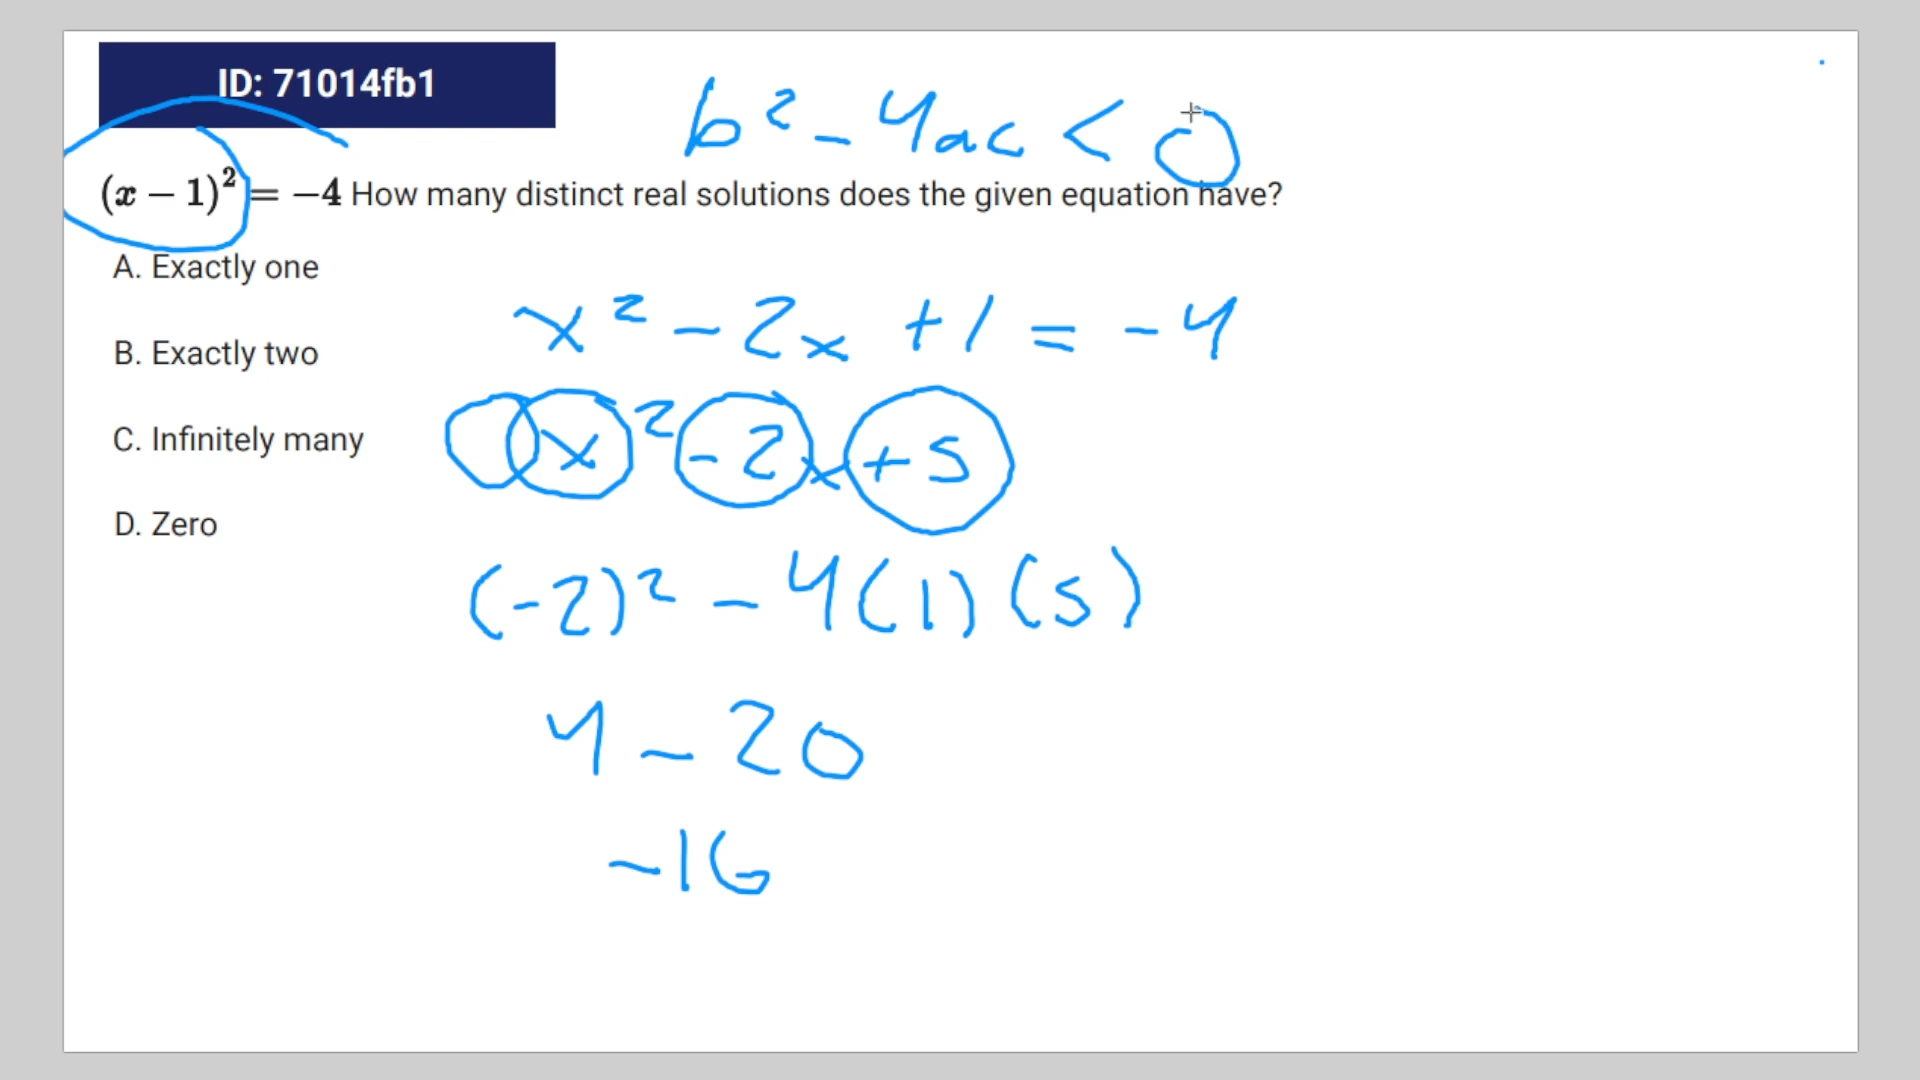 ID: 71014fb1
b² - 4ac < 0
(x − 1)² = −4 How many distinct real solutions does the given equation have?
A. Exactly one
B. Exactly two
C. Infinitely many
D. Zero
x² - 2x + 1 = -4
x² - 2x + 5
(-2)² - 4(1)(5)
4 - 20
-16